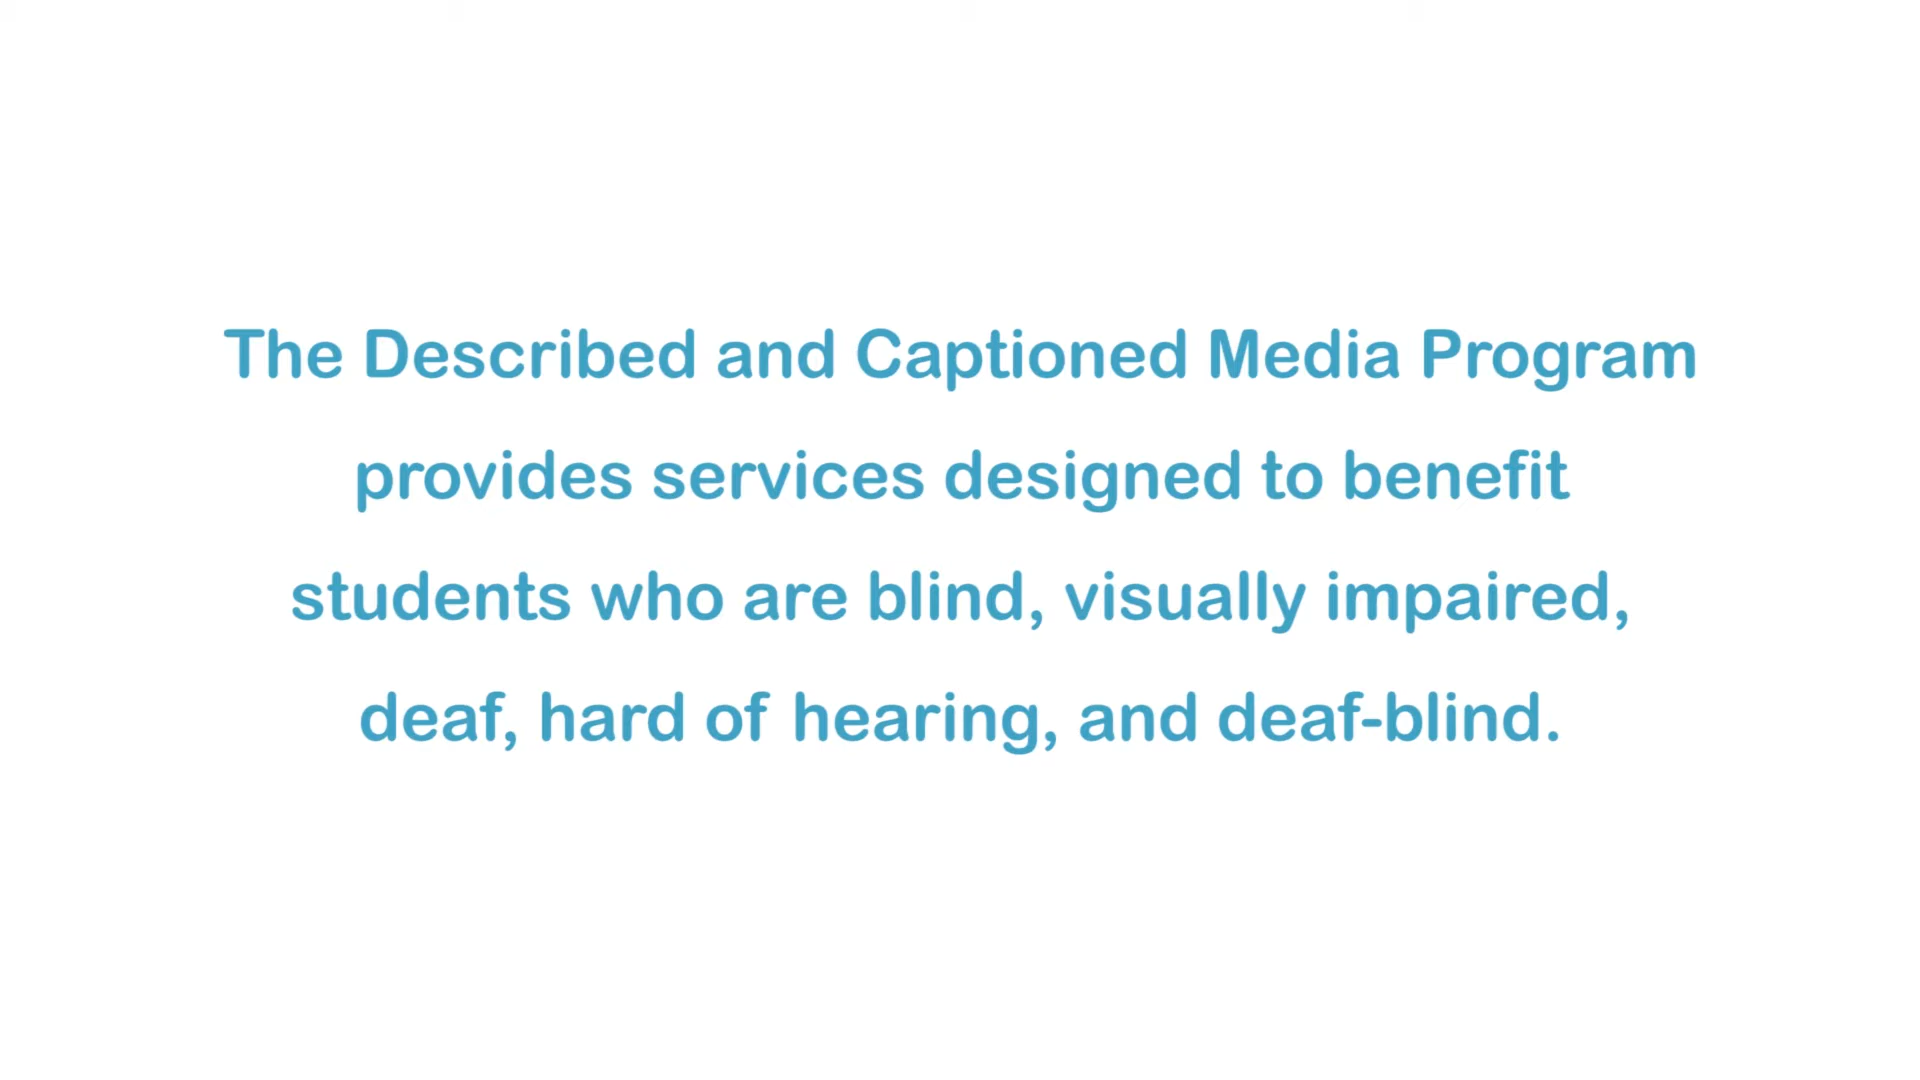 The Described and Captioned Media Program
provides services designed to benefit
students who are blind, visually impaired,
deaf, hard of hearing, and deaf-blind.